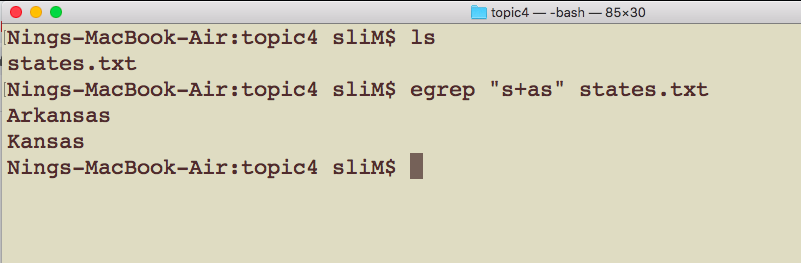 topic4 — -bash — 85×30
Nings-MacBook-Air:topic4 sliM$ ls
states.txt
Nings-MacBook-Air:topic4 sliM$ egrep "s+as" states.txt
Arkansas
Kansas
Nings-MacBook-Air:topic4 sliM$